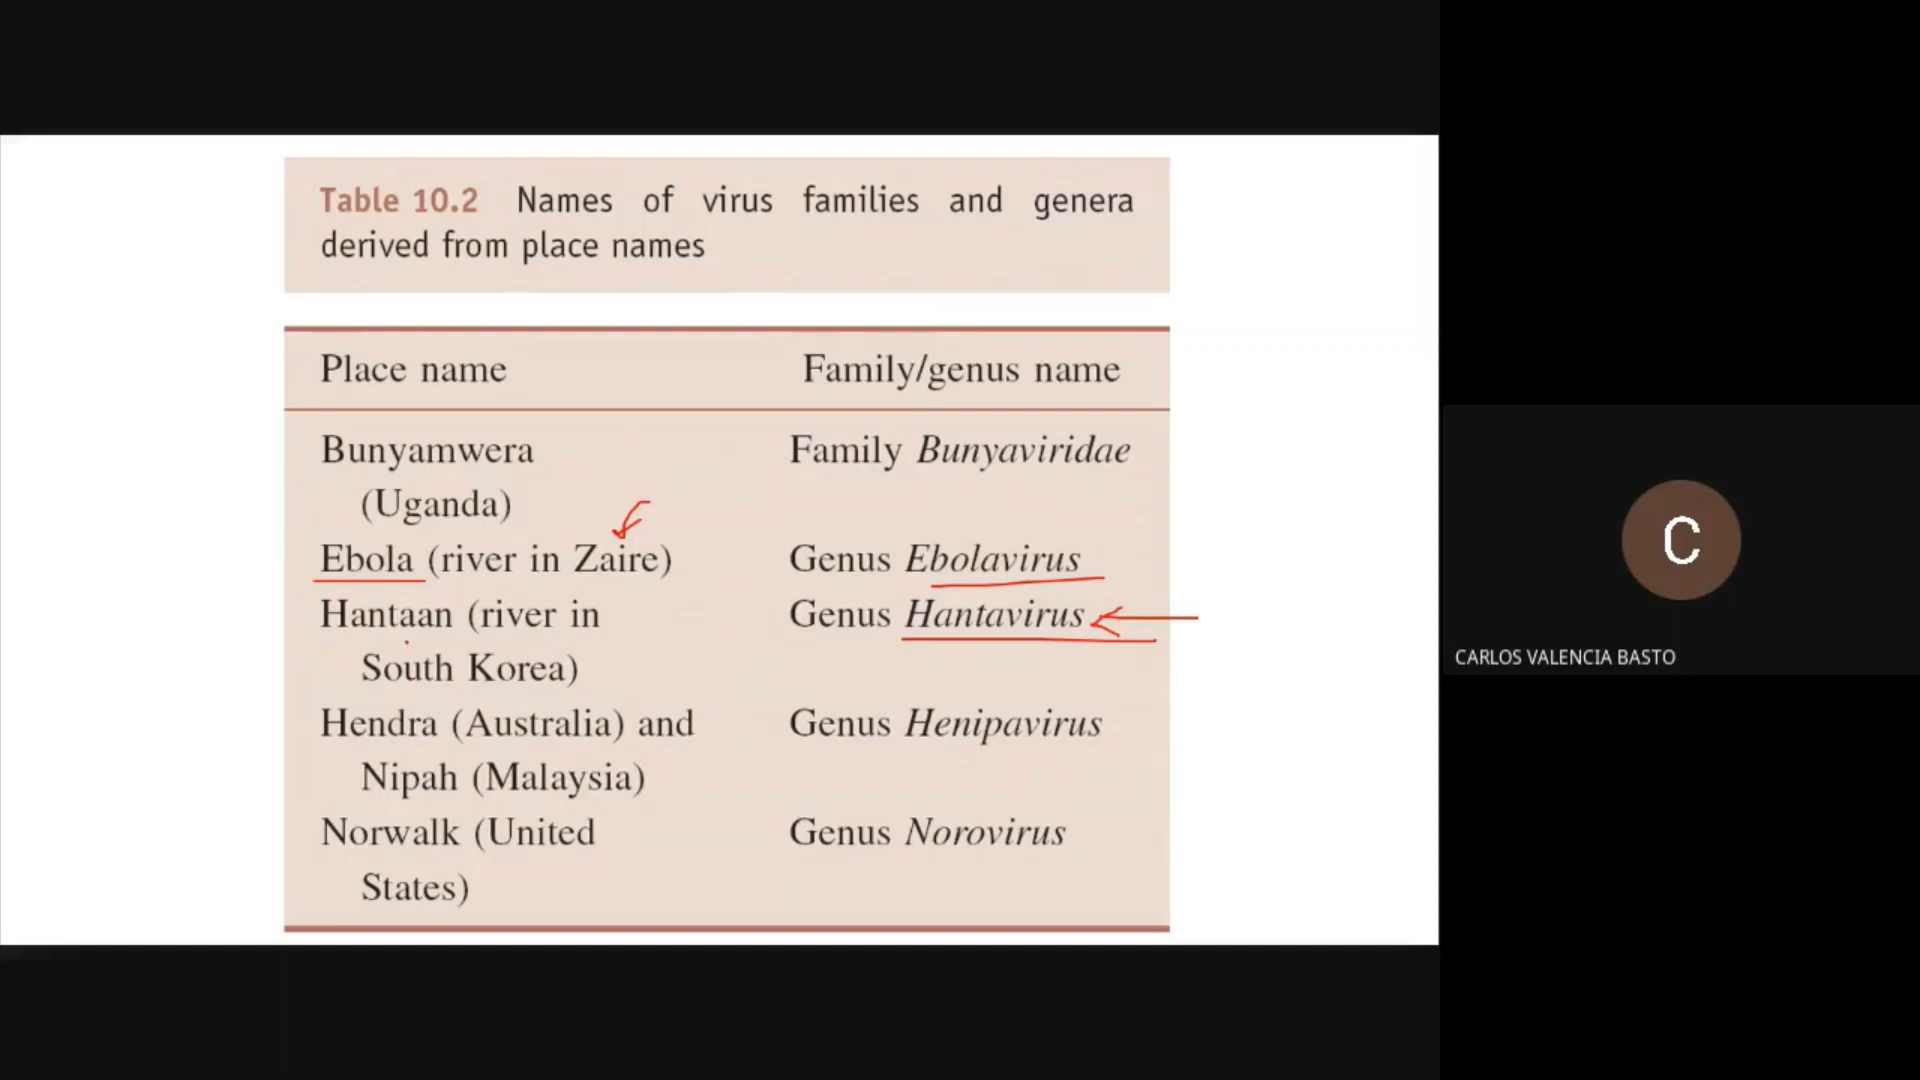 Table 10.2 Names of virus families and genera
derived from place names
Place name Family/genus name
Bunyamwera Family Bunyaviridae
(Uganda)
Ebola (river in Zaire) Genus Ebolavirus
Hantaan (river in Genus Hantavirus
South Korea)
Hendra (Australia) and Genus Henipavirus
Nipah (Malaysia)
Norwalk (United Genus Norovirus
States)
C
CARLOS VALENCIA BASTO